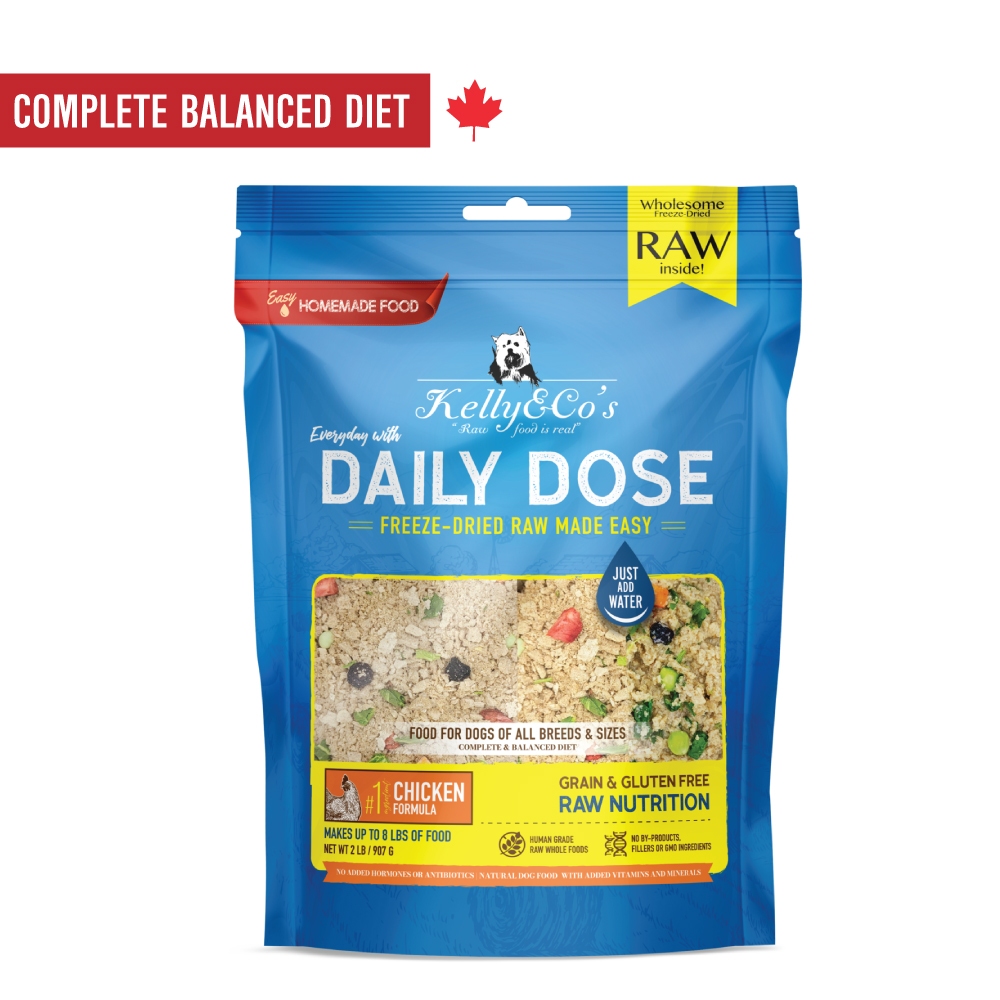 COMPLETE BALANCED DIET
Wholesome
Freeze-Dried
RAW
inside!
Easy
HOMEMADE FOOD
Kelly&Co's
"Raw food is real"
Everyday with
DAILY DOSE
FREEZE-DRIED RAW MADE EASY
JUST
ADD
WATER
FOOD FOR DOGS OF ALL BREEDS & SIZES
COMPLETE & BALANCED DIET
#1
CHICKEN
FORMULA
GRAIN & GLUTEN FREE
RAW NUTRITION
MAKES UP TO 8 LBS OF FOOD
NET WT 2 LB / 907 G
HUMAN GRADE
RAW WHOLE FOODS
NO BY-PRODUCTS,
FILLERS OR GMO INGREDIENTS
NO ADDED HORMONES OR ANTIBIOTICS | NATURAL DOG FOOD WITH ADDED VITAMINS AND MINERALS